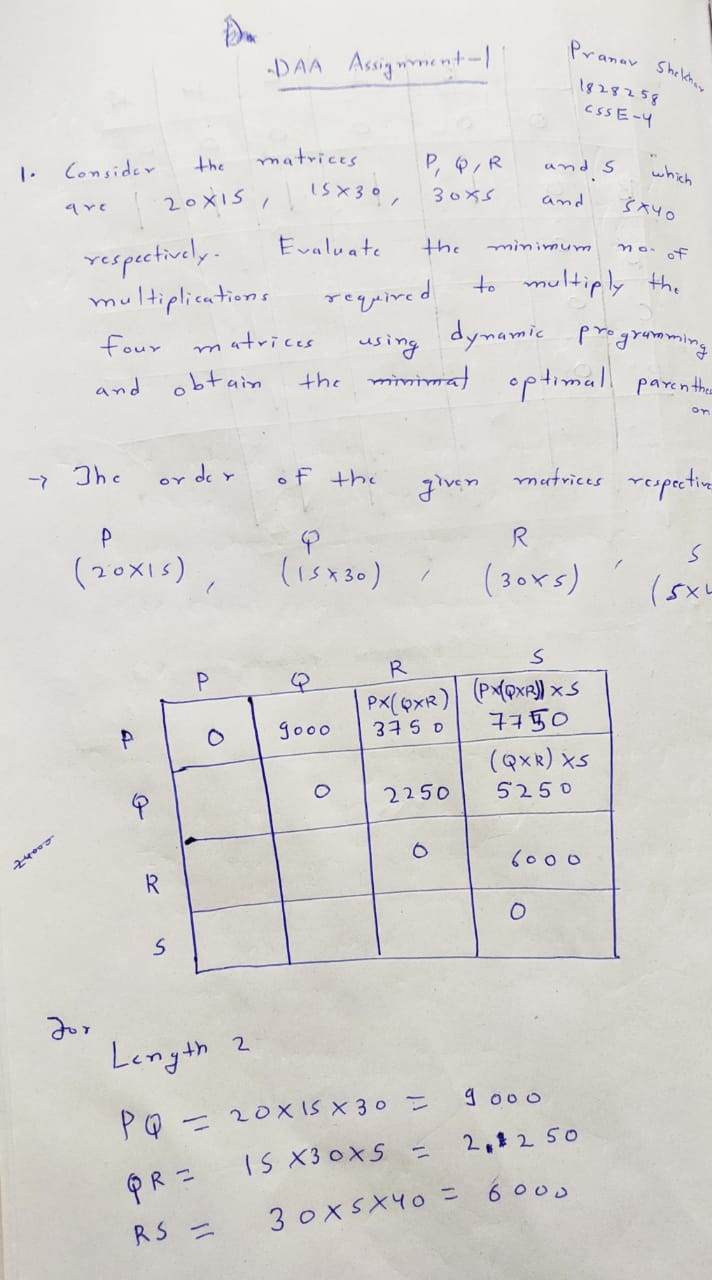 DAA Assignment-1
Pranav Shekhar
1828258
CSSE-4
1. Consider the matrices P, Q, R and S which
are 20X15, 15X30, 30X5 and 5X40
respectively. Evaluate the minimum no. of
multiplications required to multiply the
four matrices using dynamic programming
and obtain the minimal optimal parenthes
on
→ The order of the given matrices respective
P Q R S
(20X15), (15X30), (30X5), (5X4
P Q R S
P 0 9000 PX(QXR) 3750 (PX(QXR)) XS 7750
Q 0 2250 (QXR) XS 5250
R 0 6000
S 0
24000
For
Length 2
PQ = 20X15X30 = 9000
QR = 15X30X5 = 2250
RS = 30X5X40 = 6000